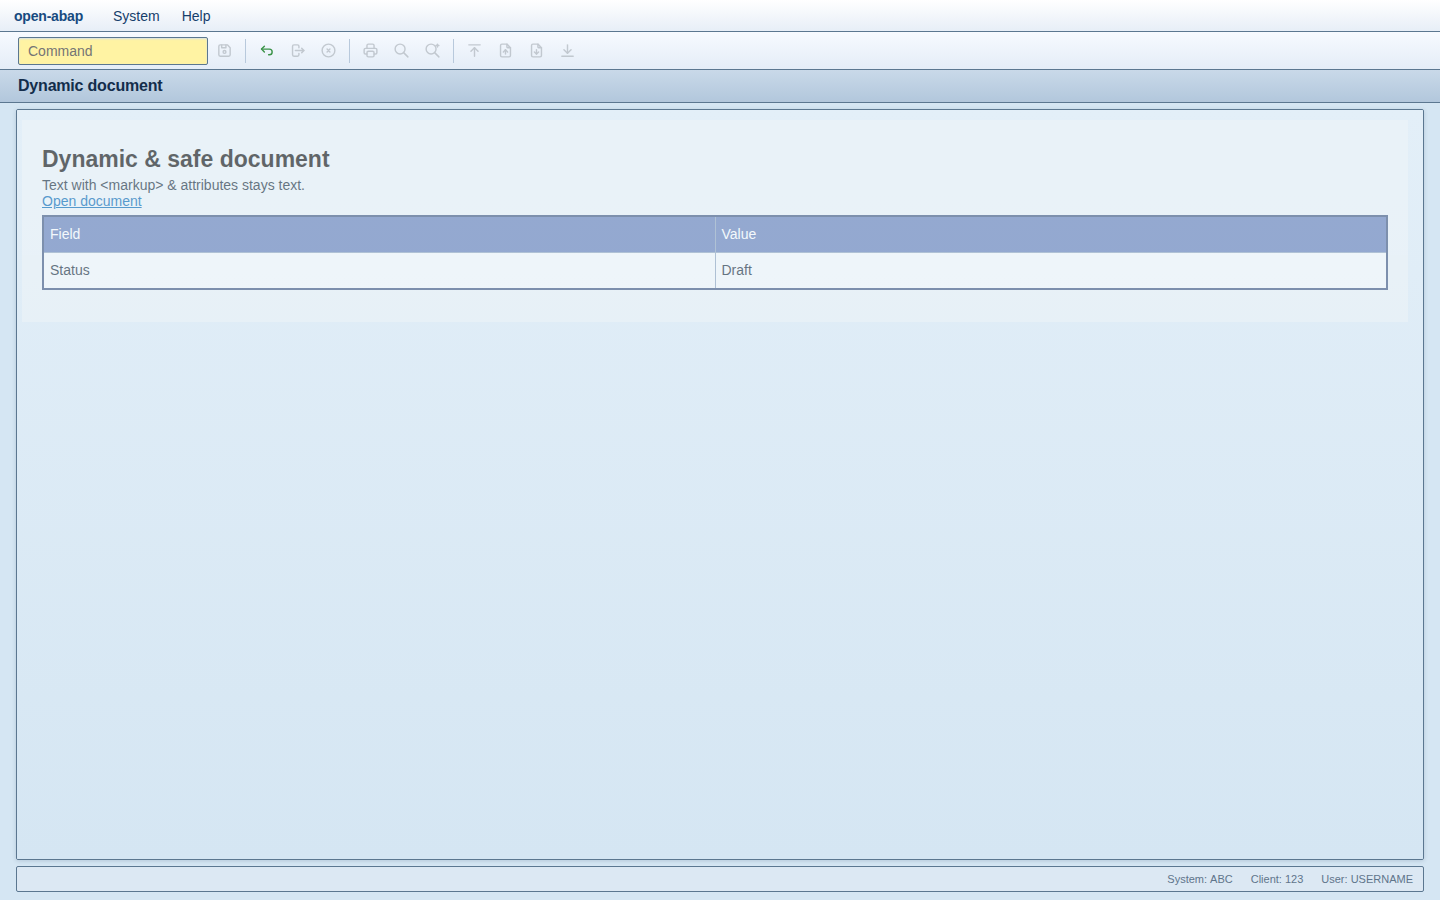 open-abap System Help
Command
Dynamic document
Dynamic & safe document
Text with <markup> & attributes stays text.
Open document
Field Value
Status Draft
System: ABC Client: 123 User: USERNAME